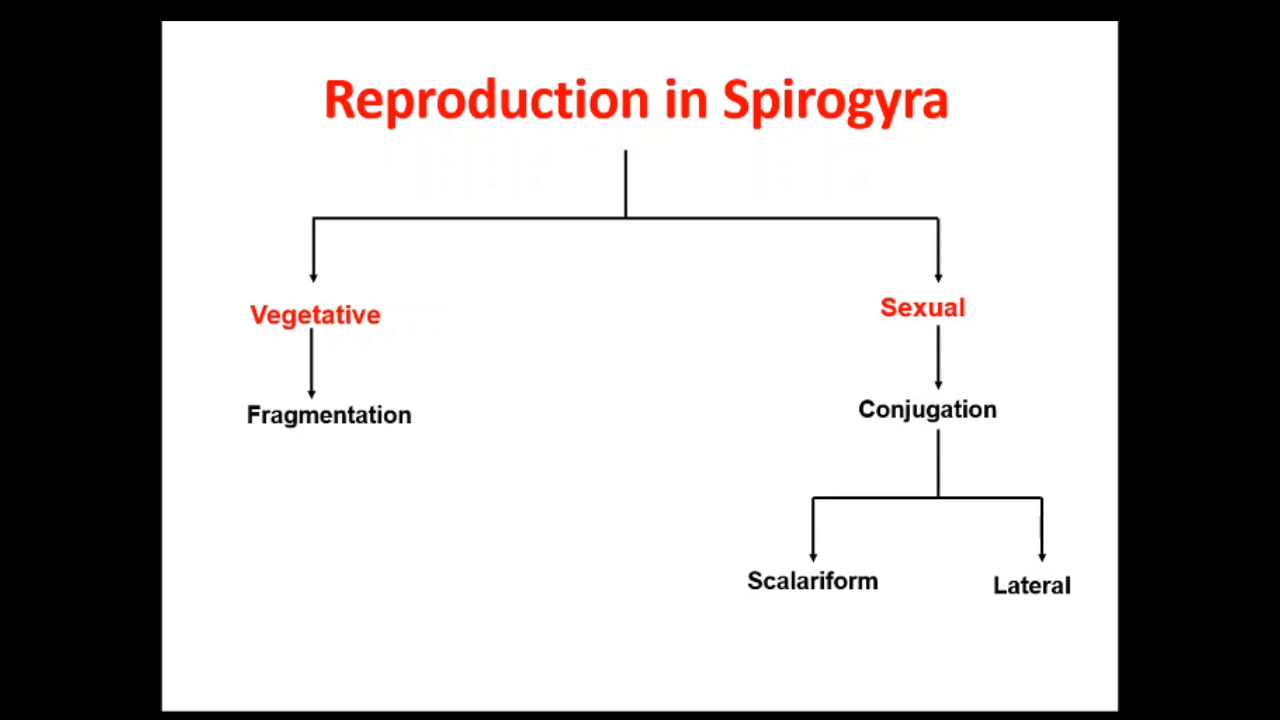 Reproduction in Spirogyra
Vegetative
Sexual
Fragmentation
Conjugation
Scalariform
Lateral